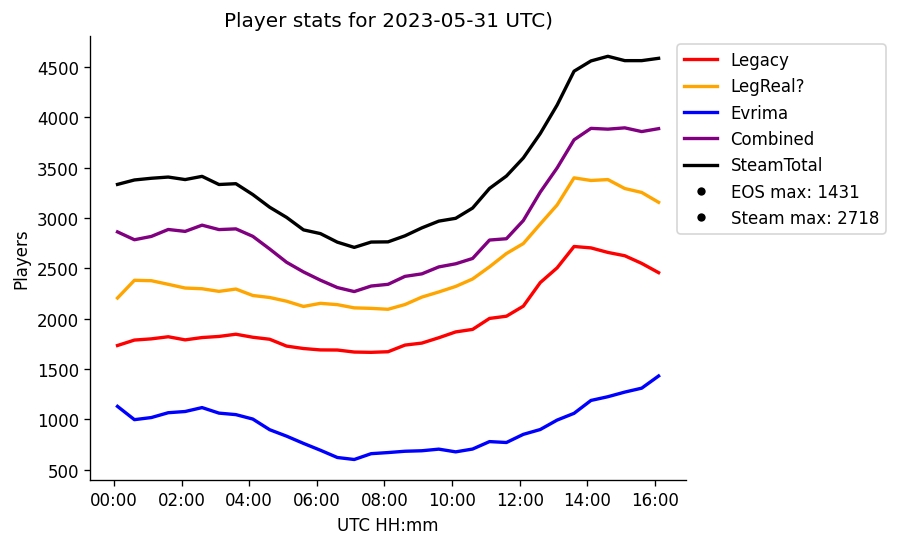 Player stats for 2023-05-31 UTC)
Legacy
LegReal?
Evrima
Combined
SteamTotal
EOS max: 1431
Steam max: 2718
Players
4500
4000
3500
3000
2500
2000
1500
1000
500
00:00 02:00 04:00 06:00 08:00 10:00 12:00 14:00 16:00
UTC HH:mm